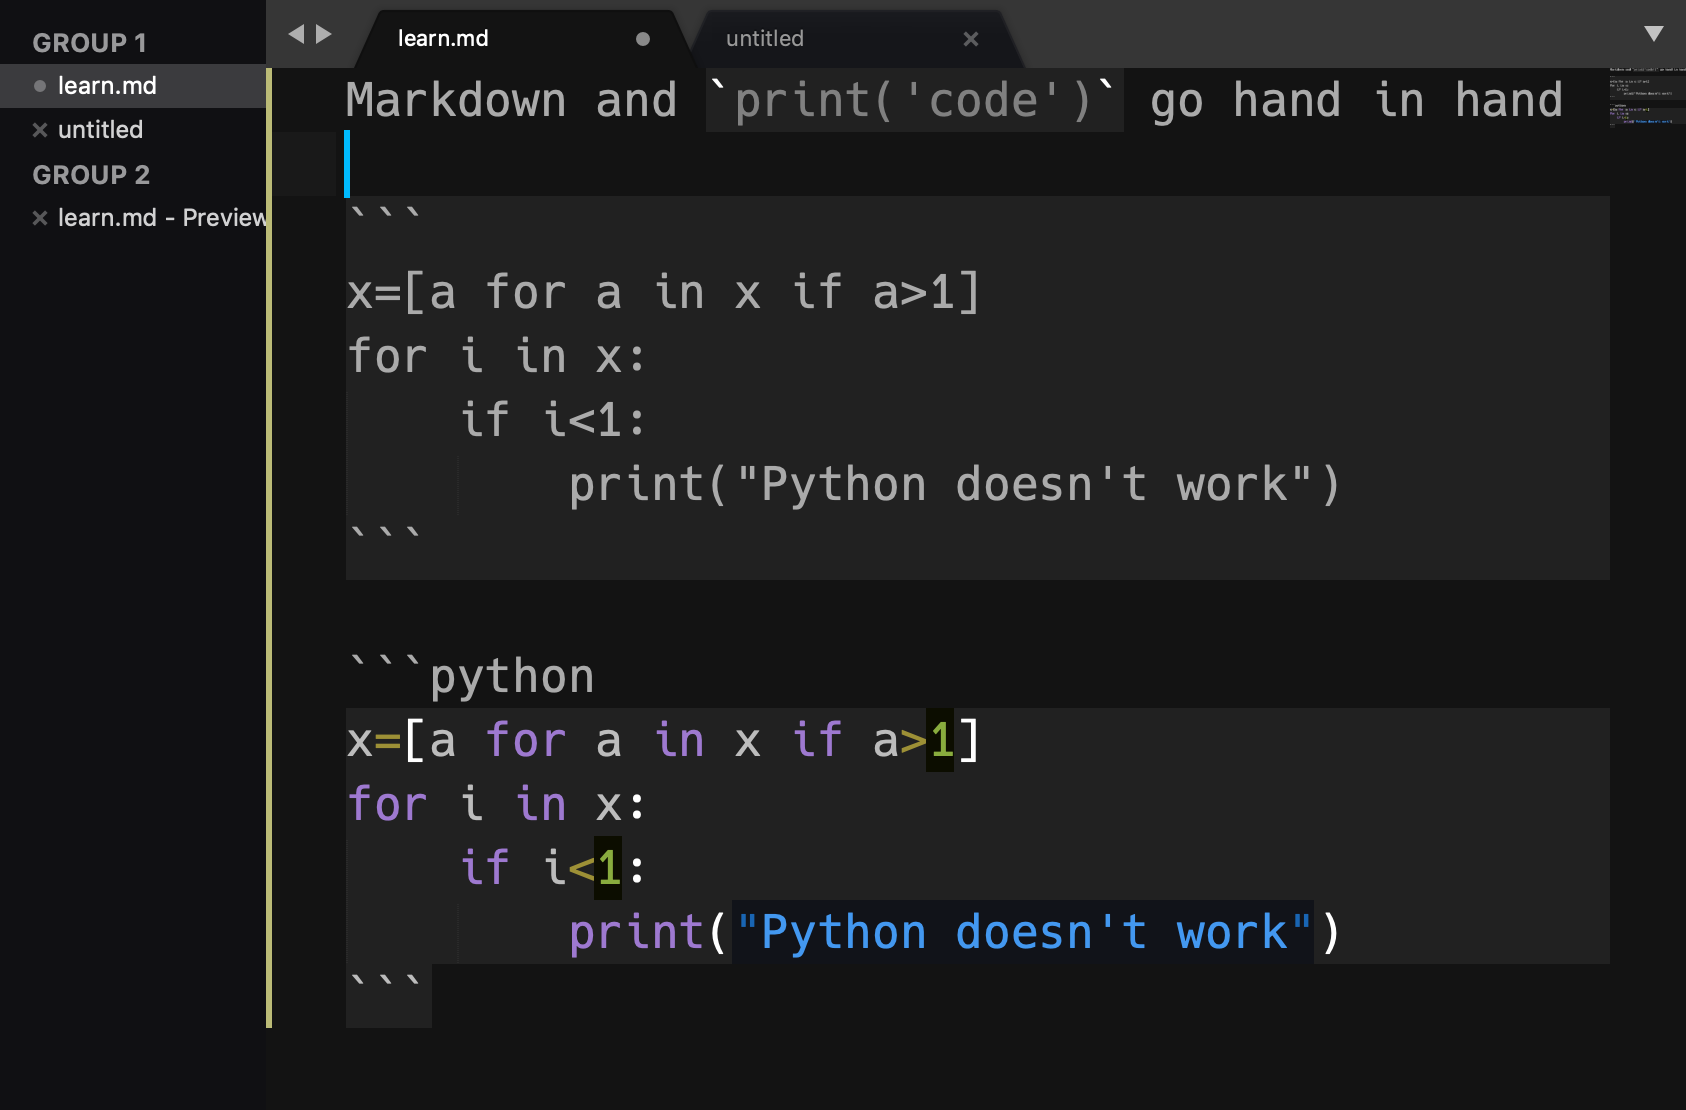 GROUP 1
learn.md
untitled
GROUP 2
learn.md - Preview
learn.md
untitled
Markdown and `print('code')` go hand in hand
```
x=[a for a in x if a>1]
for i in x:
    if i<1:
        print("Python doesn't work")
```
```python
x=[a for a in x if a>1]
for i in x:
    if i<1:
        print("Python doesn't work")
```